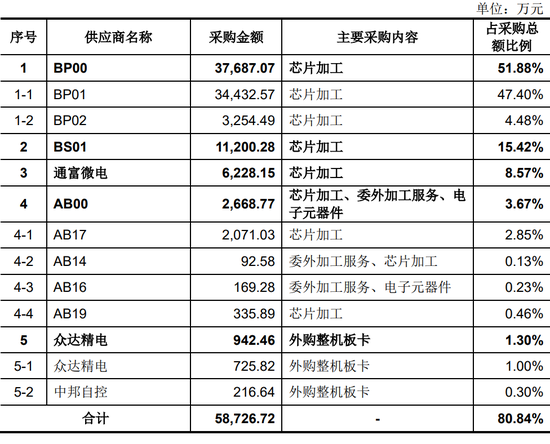 单位：万元
序号 供应商名称 采购金额 主要采购内容 占采购总
额比例
1 BP00 37,687.07 芯片加工 51.88%
1-1 BP01 34,432.57 芯片加工 47.40%
1-2 BP02 3,254.49 芯片加工 4.48%
2 BS01 11,200.28 芯片加工 15.42%
3 通富微电 6,228.15 芯片加工 8.57%
4 AB00 2,668.77 芯片加工、委外加工服务、电
子元器件 3.67%
4-1 AB17 2,071.03 芯片加工 2.85%
4-2 AB14 92.58 委外加工服务、芯片加工 0.13%
4-3 AB16 169.28 委外加工服务、电子元器件 0.23%
4-4 AB19 335.89 芯片加工 0.46%
5 众达精电 942.46 外购整机板卡 1.30%
5-1 众达精电 725.82 外购整机板卡 1.00%
5-2 中邦自控 216.64 外购整机板卡 0.30%
合计 58,726.72 - 80.84%